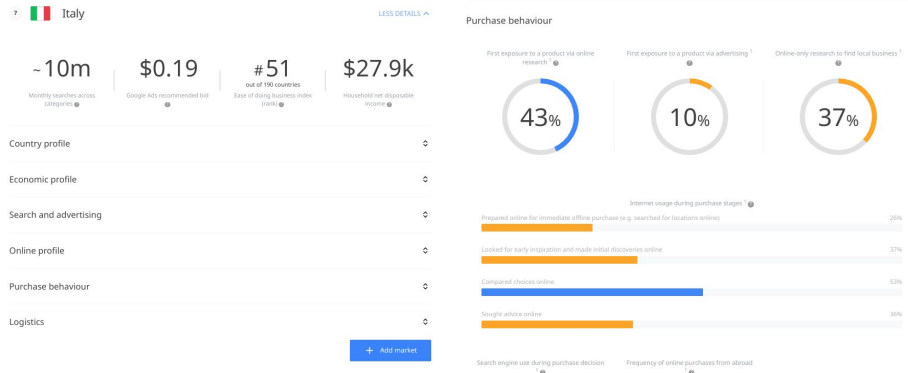 7 Italy LESS DETAILS
~10m
Monthly searches across
categories
$0.19
Google Ads recommended bid
#51
out of 190 countries
Ease of doing business index
(rank)
$27.9k
Household net disposable
income
Country profile
Economic profile
Search and advertising
Online profile
Purchase behaviour
Logistics
+ Add market
Purchase behaviour
First exposure to a product via online
research 1
43%
First exposure to a product via advertising 1
10%
Online-only research to find local business 1
37%
Internet usage during purchase stages 1
Prepared online for immediate offline purchase (e.g. searched for locations online) 26%
Looked for early inspiration and made initial discoveries online 37%
Compared choices online 53%
Sought advice online 36%
Search engine use during purchase decision
1
Frequency of online purchases from abroad
1